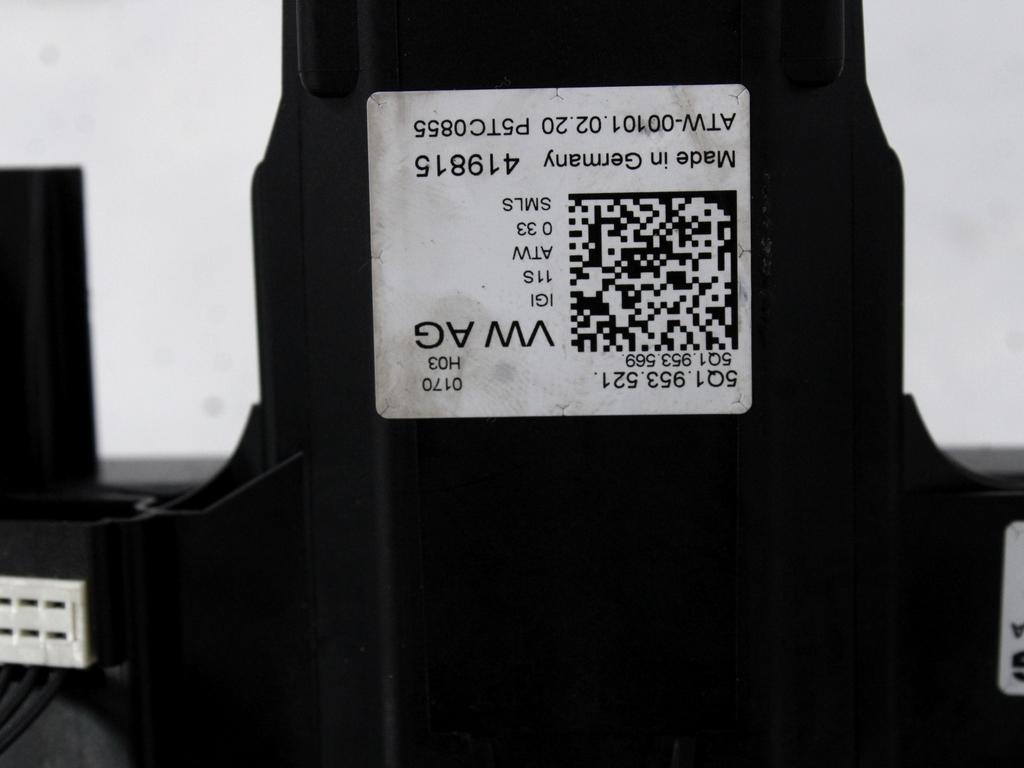 5Q1.953.521. 0170
5Q1.953.569. H03
VW AG
IGI
11S
ATW
0 33
SMLS
Made in Germany 419815
ATW-00101.02.20 P5TC0855
G
A